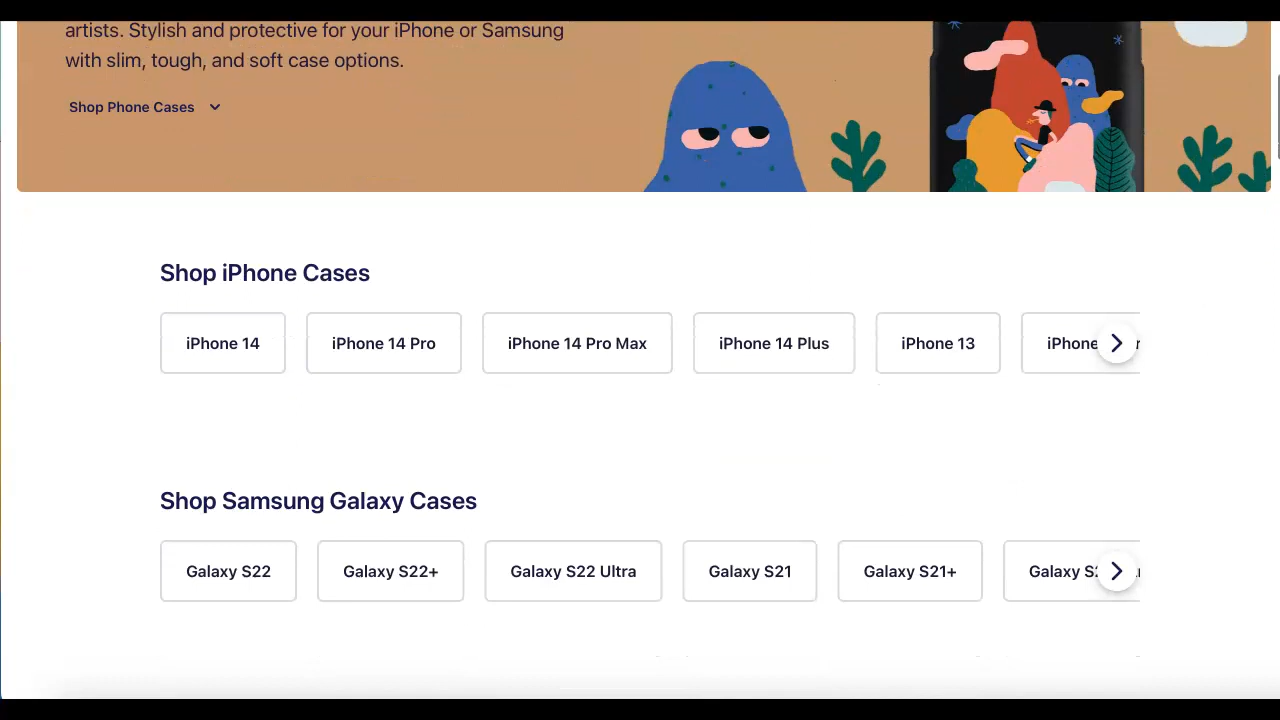 artists. Stylish and protective for your iPhone or Samsung
with slim, tough, and soft case options.
Shop Phone Cases
Shop iPhone Cases
iPhone 14 iPhone 14 Pro iPhone 14 Pro Max iPhone 14 Plus iPhone 13 iPhone
Shop Samsung Galaxy Cases
Galaxy S22 Galaxy S22+ Galaxy S22 Ultra Galaxy S21 Galaxy S21+ Galaxy